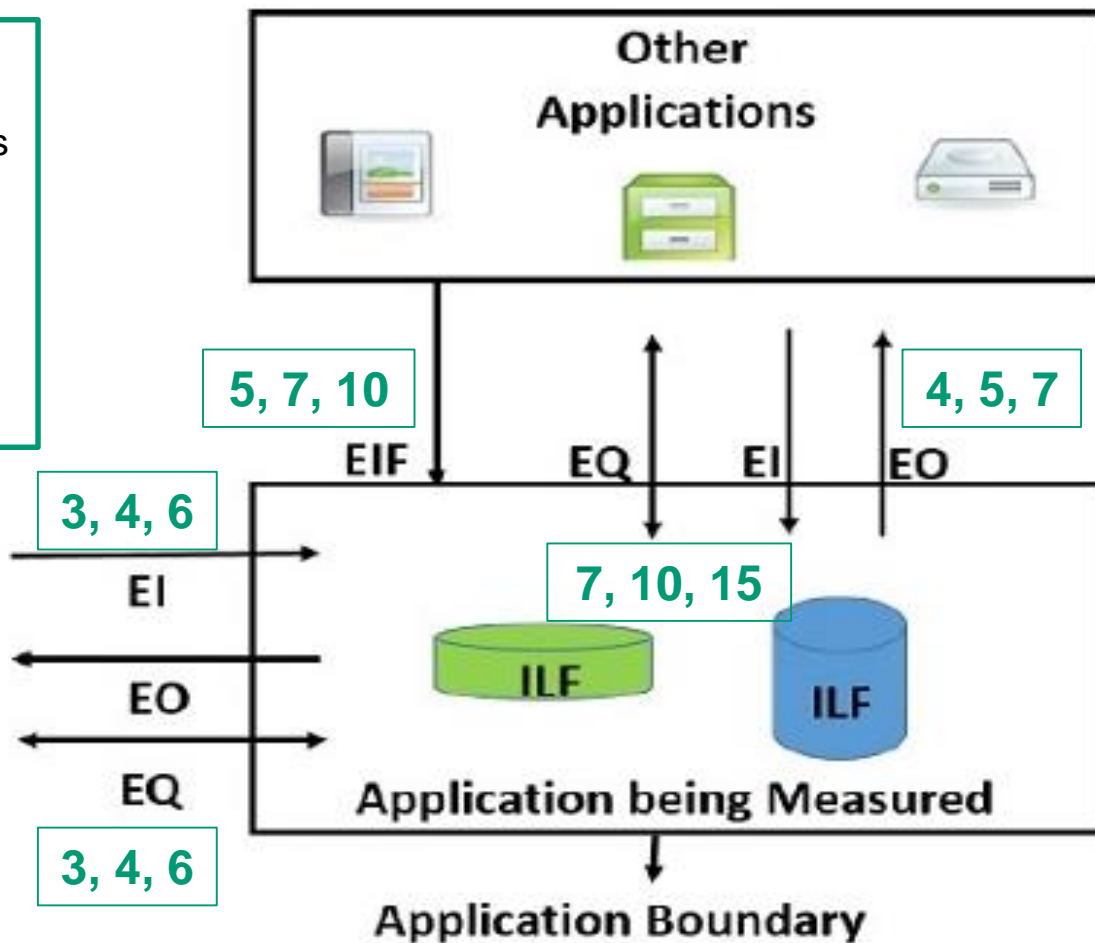 s
Other
Applications
5, 7, 10
4, 5, 7
EIF
EQ
EI
EO
3, 4, 6
EI
7, 10, 15
ILF
ILF
EO
EQ
Application being Measured
3, 4, 6
Application Boundary